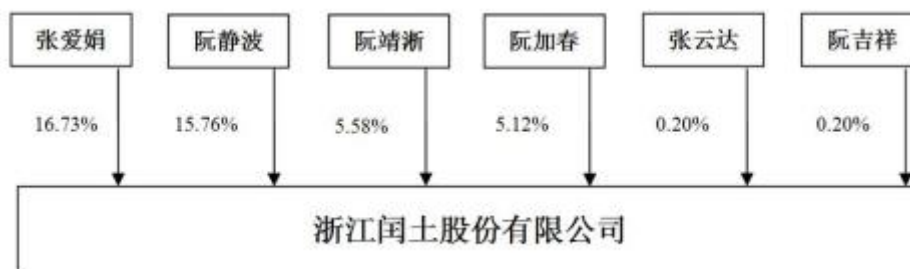 张爱娟 阮静波 阮靖淅 阮加春 张云达 阮吉祥
16.73% 15.76% 5.58% 5.12% 0.20% 0.20%
浙江闰土股份有限公司